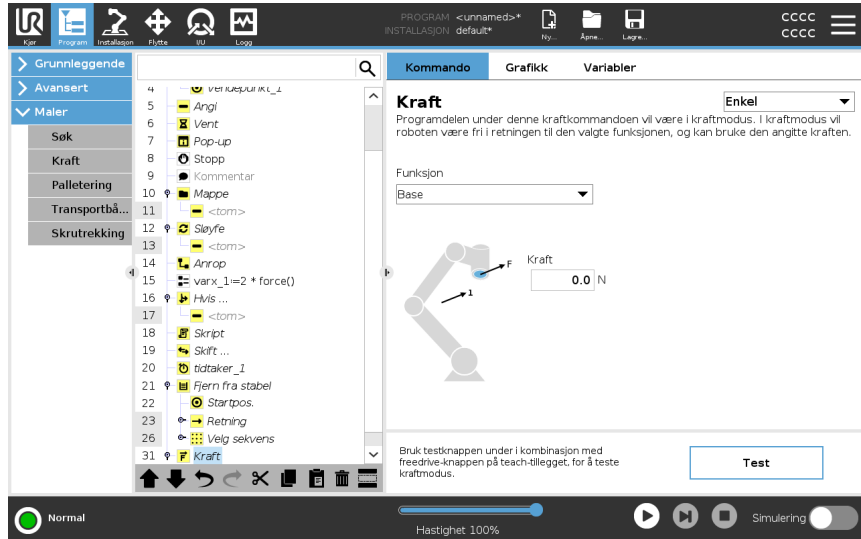 PROGRAM <unnamed>*
INSTALLASJON default*
CCCC
CCCC
Kjør
Program
Installasjon
Flytte
I/U
Logg
Ny...
Åpne...
Lagre...
Grunnleggende
Avansert
Maler
Søk
Kraft
Palletering
Transportbå...
Skrutrekking
4 Vendepunkt_1
5 Angi
6 Vent
7 Pop-up
8 Stopp
9 Kommentar
10 Mappe
11 <tom>
12 Sløyfe
13 <tom>
14 Anrop
15 varx_1:=2 * force()
16 Hvis ...
17 <tom>
18 Skript
19 Skift ...
20 tidtaker_1
21 Fjern fra stabel
22 Startpos.
23 Retning
26 Velg sekvens
31 Kraft
Kommando
Grafikk
Variabler
Kraft
Enkel
Programdelen under denne kraftkommandoen vil være i kraftmodus. I kraftmodus vil
roboten være fri i retningen til den valgte funksjonen, og kan bruke den angitte kraften.
Funksjon
Base
F
1
Kraft
0.0 N
Bruk testknappen under i kombinasjon med
freedrive-knappen på teach-tillegget, for å teste
kraftmodus.
Test
Normal
Hastighet 100%
Simulering